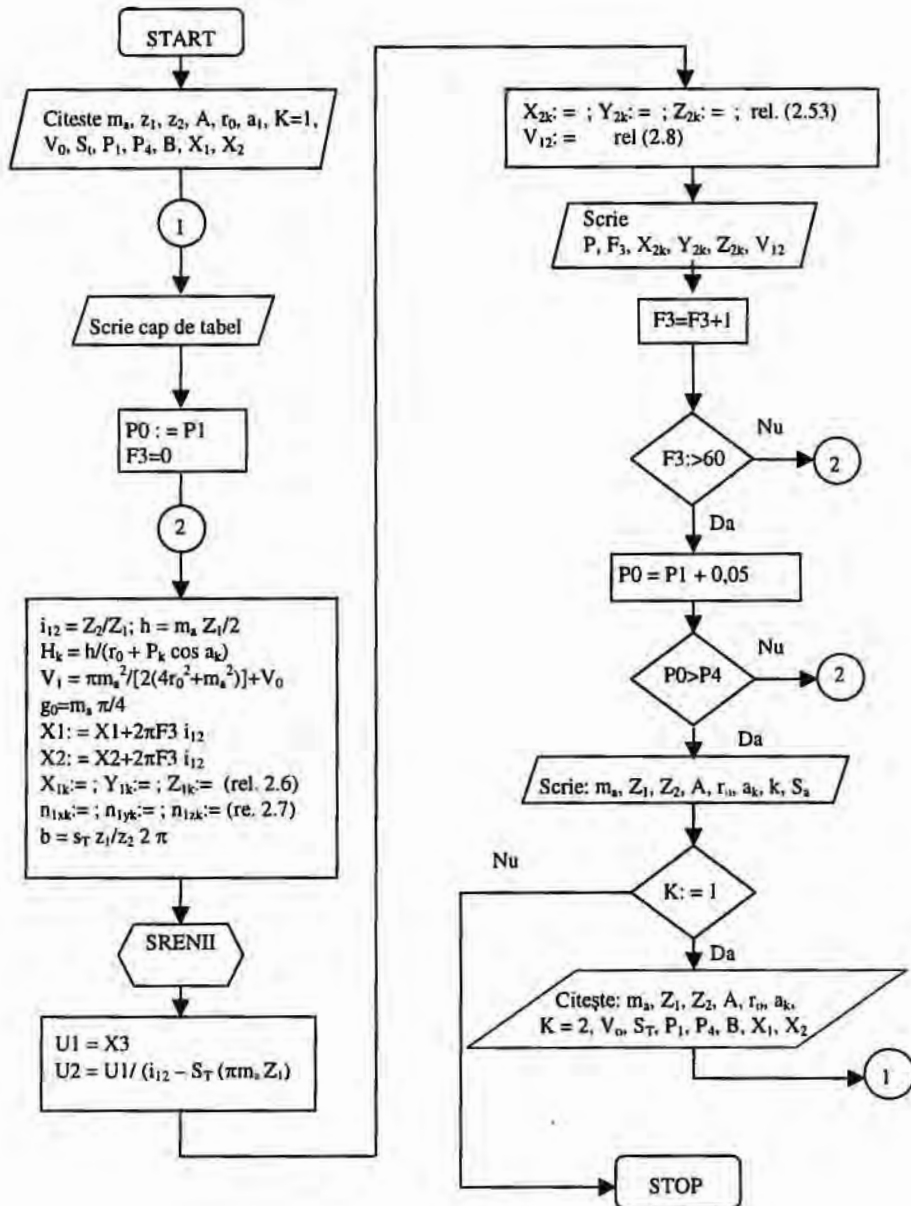 START
Citeste mₐ, z₁, z₂, A, r₀, a₁, K=1,
V₀, Sₜ, P₁, P₄, B, X₁, X₂
1
Scrie cap de tabel
P0 : = P1
F3=0
2
i₁₂ = Z₂/Z₁; h = mₐ Z₁/2
Hₖ = h/(r₀ + Pₖ cos aₖ)
V₁ = πmₐ²/[2(4r₀²+mₐ²)]+V₀
g₀=mₐ π/4
X1: = X1+2πF3 i₁₂
X2: = X2+2πF3 i₁₂
X₁ₖ:= ; Y₁ₖ:= ; Z₁ₖ:= (rel. 2.6)
n₁ₓₖ:= ; n₁yₖ:= ; n₁zₖ:= (re. 2.7)
b = s_T z₁/z₂ 2 π
SRENII
U1 = X3
U2 = U1/ (i₁₂ – S_T (πmₐ Z₁)
X₂ₖ: = ; Y₂ₖ: = ; Z₂ₖ: = ; rel. (2.53)
V₁₂: = rel (2.8)
Scrie
P, F₃, X₂ₖ, Y₂ₖ, Z₂ₖ, V₁₂
F3=F3+1
F3:>60
Nu
2
Da
P0 = P1 + 0,05
P0>P4
Nu
2
Da
Scrie: mₐ, Z₁, Z₂, A, r₀, aₖ, k, Sₐ
Nu
K: = 1
Da
Citeşte: mₐ, Z₁, Z₂, A, r₀, aₖ,
K = 2, V₀, S_T, P₁, P₄, B, X₁, X₂
1
STOP